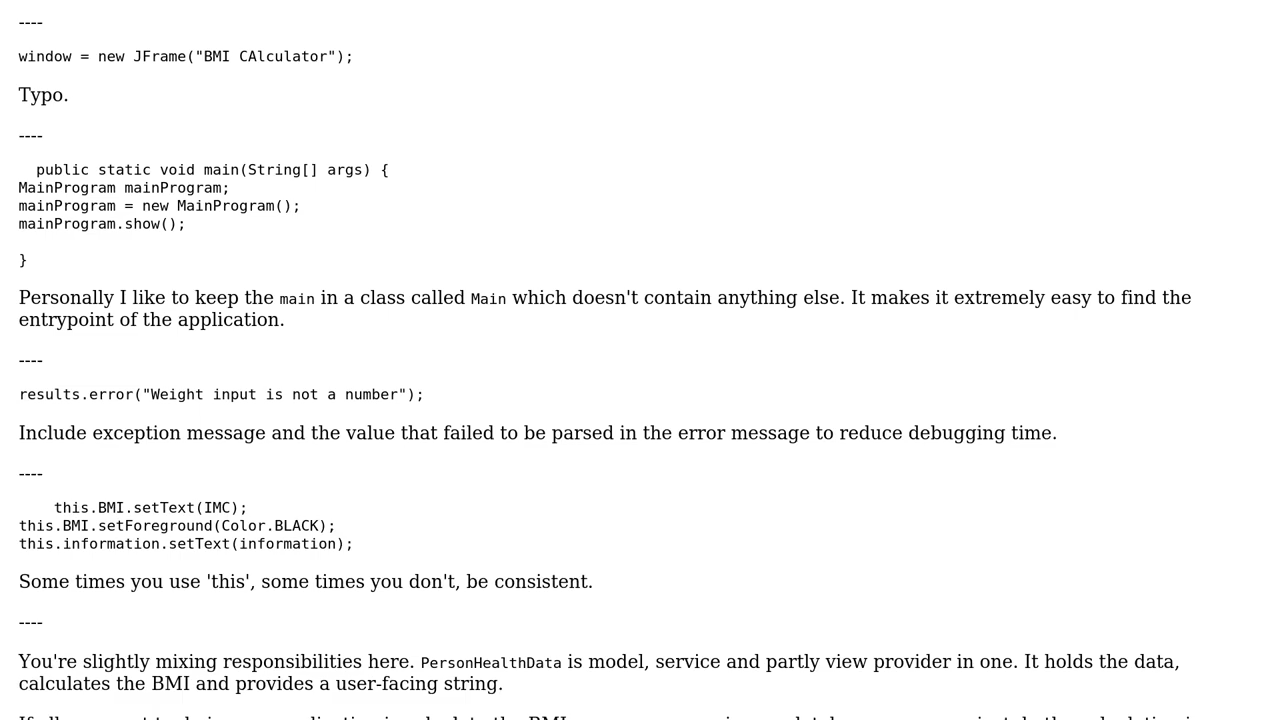 ----
window = new JFrame("BMI CAlculator");
Typo.
----
  public static void main(String[] args) {
MainProgram mainProgram;
mainProgram = new MainProgram();
mainProgram.show();
}
Personally I like to keep the main in a class called Main which doesn't contain anything else. It makes it extremely easy to find the
entrypoint of the application.
----
results.error("Weight input is not a number");
Include exception message and the value that failed to be parsed in the error message to reduce debugging time.
----
    this.BMI.setText(IMC);
this.BMI.setForeground(Color.BLACK);
this.information.setText(information);
Some times you use 'this', some times you don't, be consistent.
----
You're slightly mixing responsibilities here. PersonHealthData is model, service and partly view provider in one. It holds the data,
calculates the BMI and provides a user-facing string.